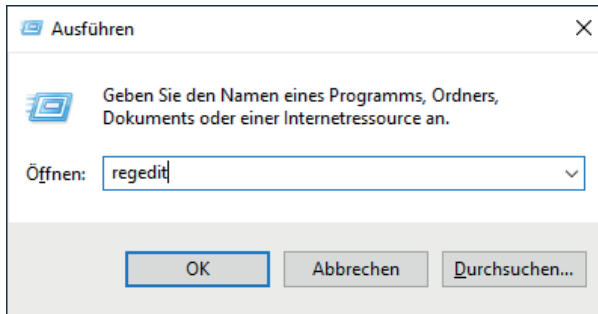 Ausführen
Geben Sie den Namen eines Programms, Ordners,
Dokuments oder einer Internetressource an.
Öffnen: regedit
OK Abbrechen Durchsuchen...